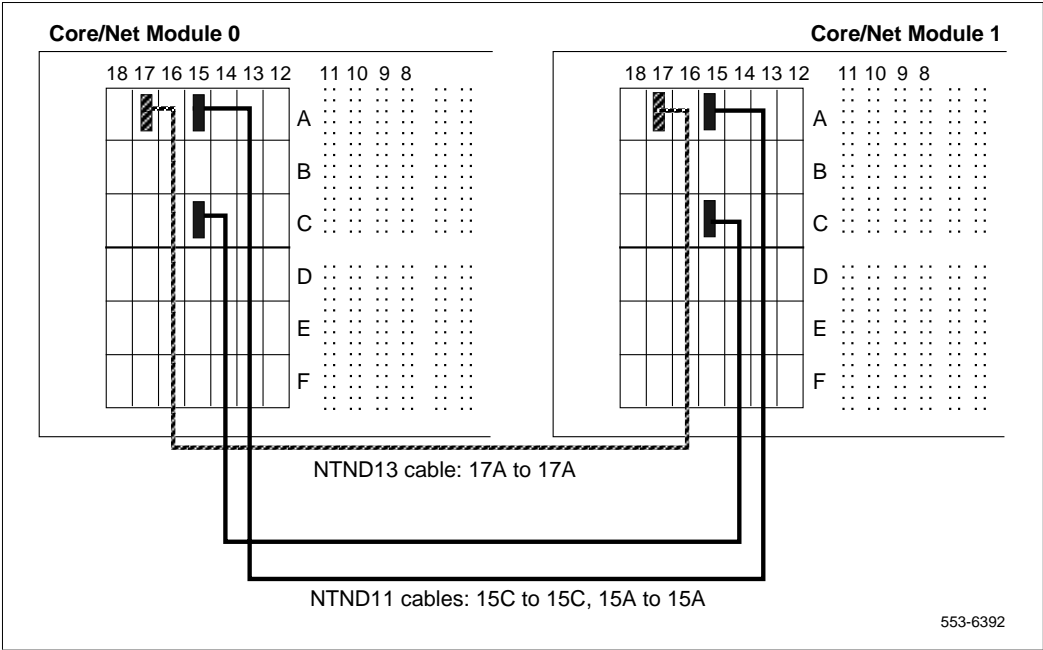 Core/Net Module 0
Core/Net Module 1
18 17 16 15 14 13 12 11 10 9 8
18 17 16 15 14 13 12 11 10 9 8
A
A
B
B
C
C
D
D
E
E
F
F
NTND13 cable: 17A to 17A
NTND11 cables: 15C to 15C, 15A to 15A
553-6392